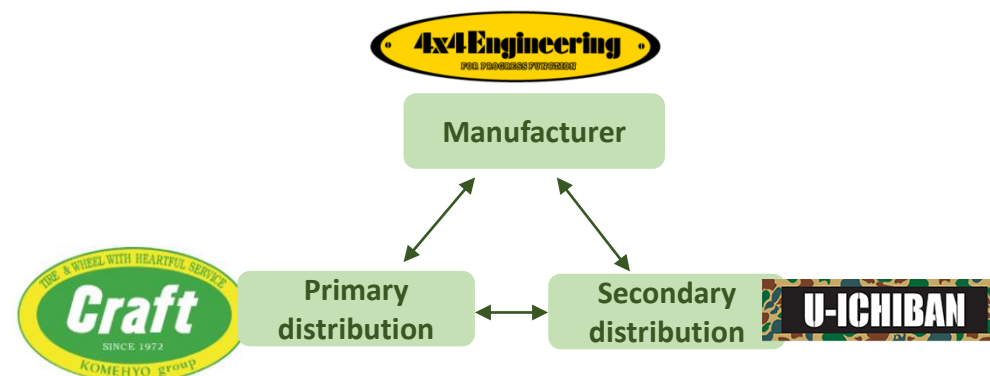 4x4Engineering
FOR PROGRESS FUNCTION
Manufacturer
TIRE & WHEEL WITH HEARTFUL SERVICE
Craft
SINCE 1972
KOMEHYO group
Primary
distribution
Secondary
distribution
U-ICHIBAN